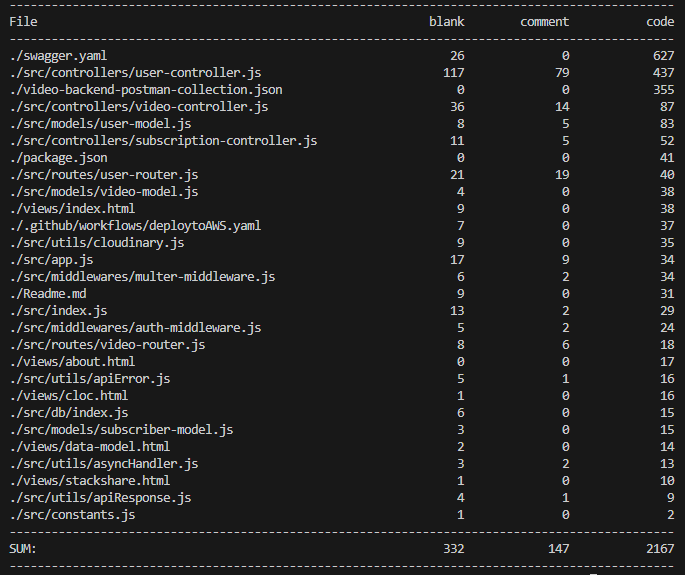 --------------------------------------------------------------------------------
File blank comment code
--------------------------------------------------------------------------------
./swagger.yaml 26 0 627
./src/controllers/user-controller.js 117 79 437
./video-backend-postman-collection.json 0 0 355
./src/controllers/video-controller.js 36 14 87
./src/models/user-model.js 8 5 83
./src/controllers/subscription-controller.js 11 5 52
./package.json 0 0 41
./src/routes/user-router.js 21 19 40
./src/models/video-model.js 4 0 38
./views/index.html 9 0 38
./.github/workflows/deploytoAWS.yaml 7 0 37
./src/utils/cloudinary.js 9 0 35
./src/app.js 17 9 34
./src/middlewares/multer-middleware.js 6 2 34
./Readme.md 9 0 31
./src/index.js 13 2 29
./src/middlewares/auth-middleware.js 5 2 24
./src/routes/video-router.js 8 6 18
./views/about.html 0 0 17
./src/utils/apiError.js 5 1 16
./views/cloc.html 1 0 16
./src/db/index.js 6 0 15
./src/models/subscriber-model.js 3 0 15
./views/data-model.html 2 0 14
./src/utils/asyncHandler.js 3 2 13
./views/stackshare.html 1 0 10
./src/utils/apiResponse.js 4 1 9
./src/constants.js 1 0 2
--------------------------------------------------------------------------------
SUM: 332 147 2167
--------------------------------------------------------------------------------